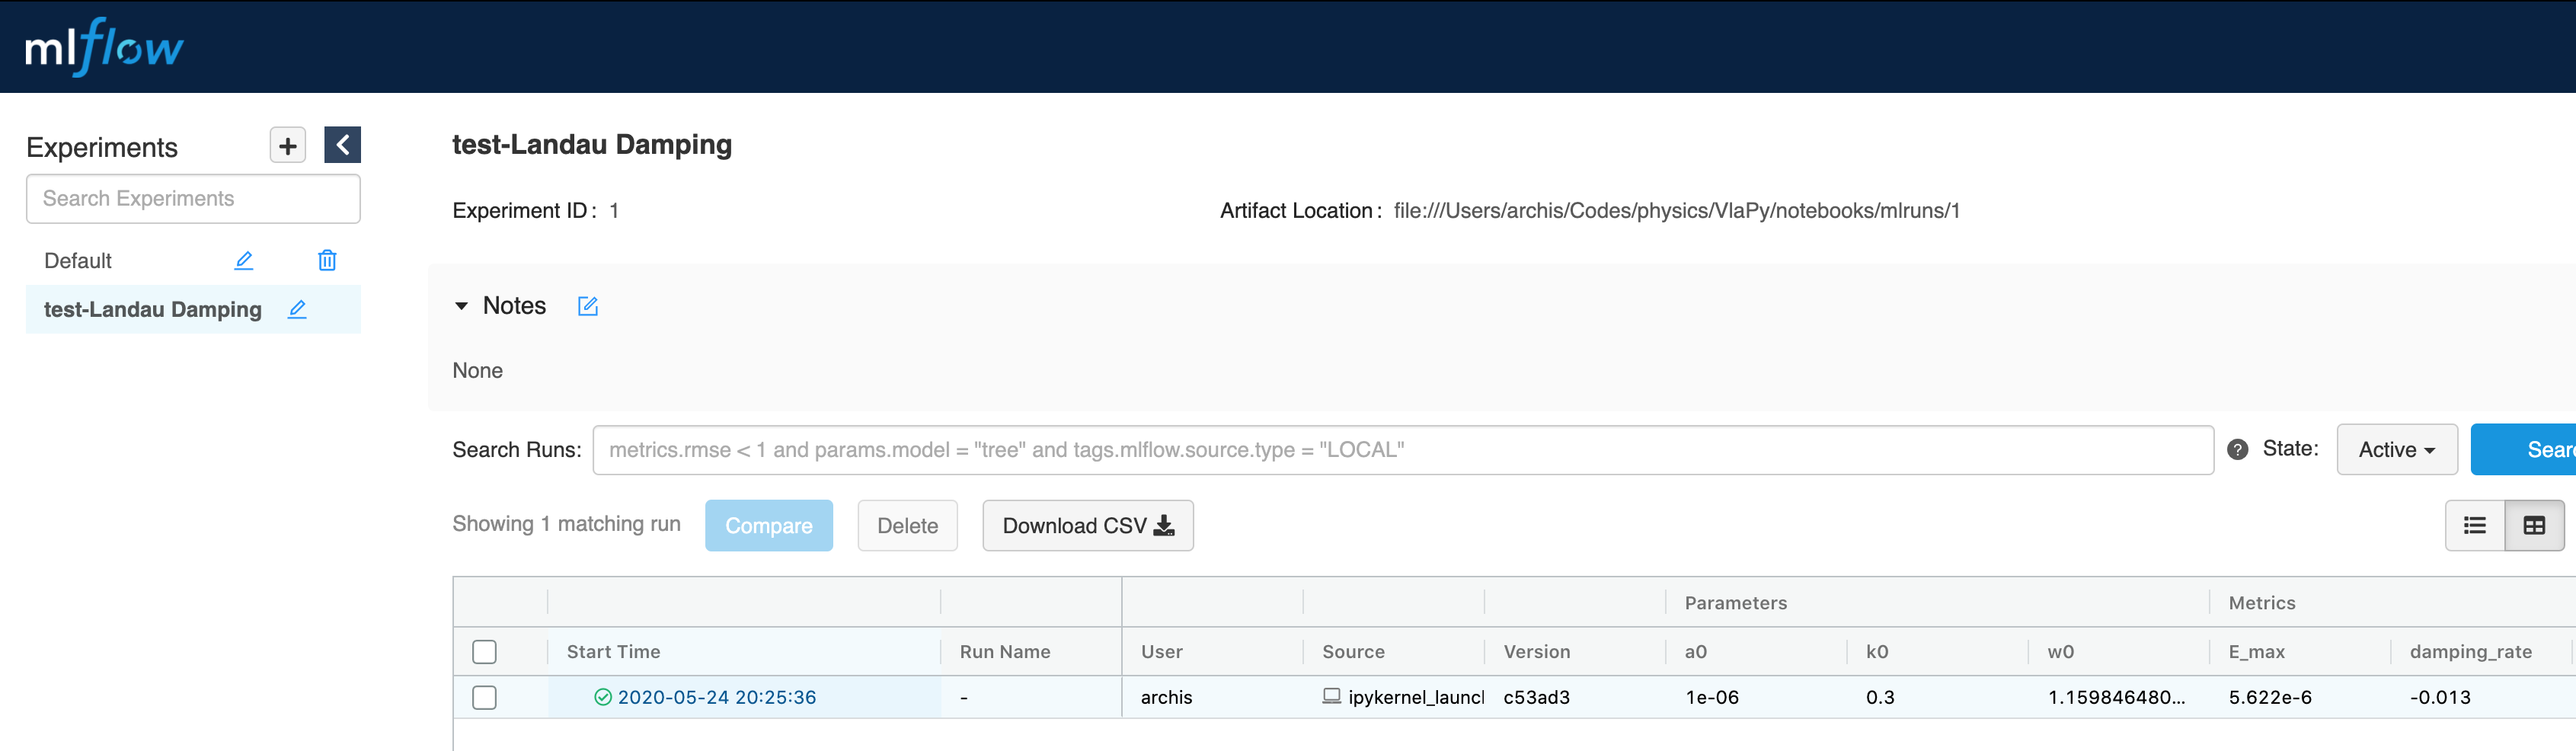 mlflow
Experiments
Search Experiments
Default
test-Landau Damping
test-Landau Damping
Experiment ID: 1 Artifact Location: file:///Users/archis/Codes/physics/VlaPy/notebooks/mlruns/1
Notes
None
Search Runs: metrics.rmse < 1 and params.model = "tree" and tags.mlflow.source.type = "LOCAL" ? State: Active Sear
Showing 1 matching run Compare Delete Download CSV
Parameters Metrics
Start Time Run Name User Source Version a0 k0 w0 E_max damping_rate
2020-05-24 20:25:36 - archis ipykernel_launcl c53ad3 1e-06 0.3 1.159846480... 5.622e-6 -0.013